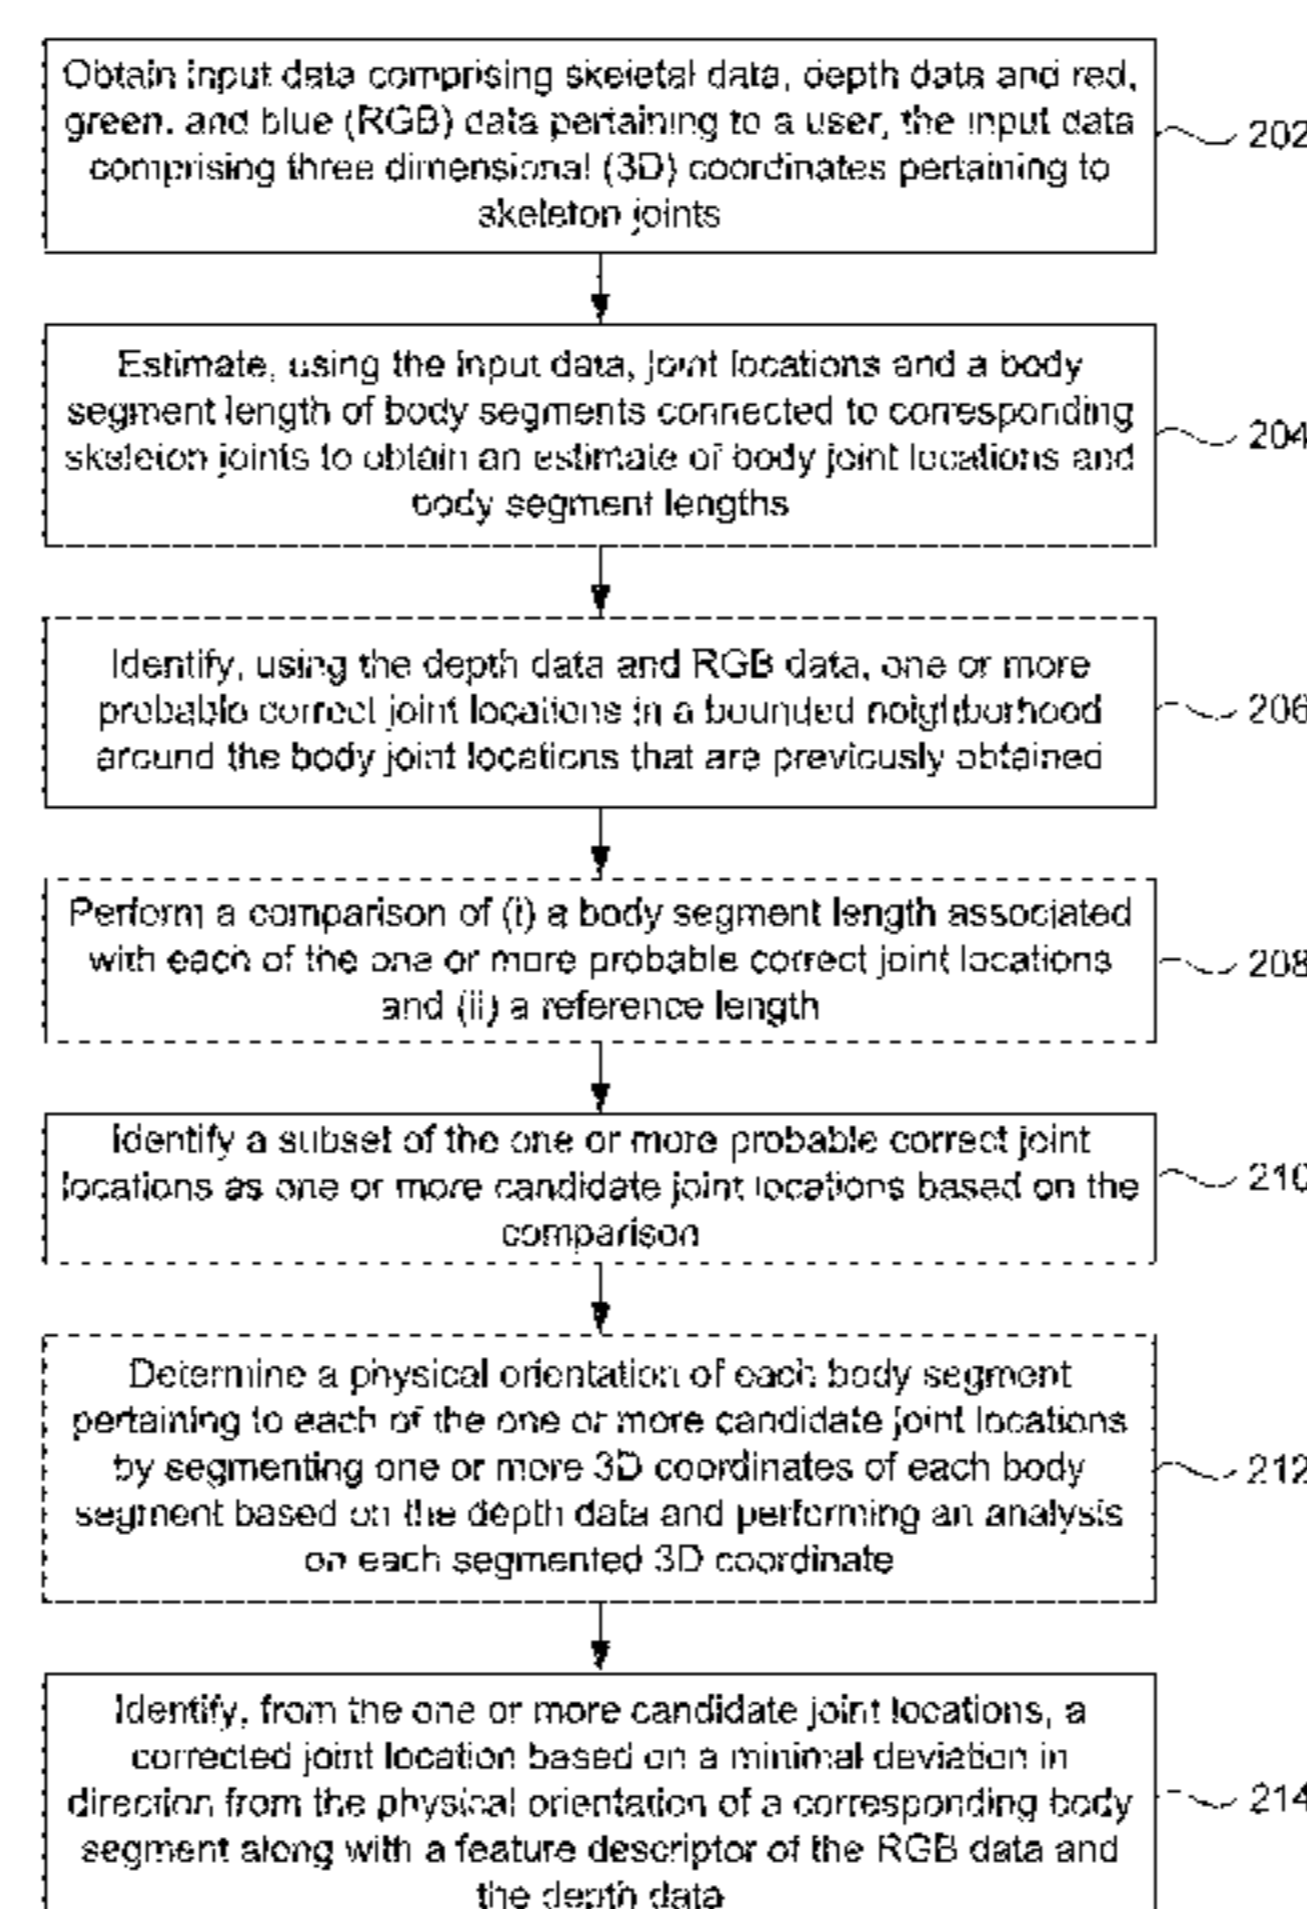 Obtain input data comprising skeletal data, depth data and red,
green, and blue (RGB) data pertaining to a user, the input data
comprising three dimensional (3D) coordinates pertaining to
skeleton joints
202
Estimate, using the input data, joint locations and a body
segment length of body segments connected to corresponding
skeleton joints to obtain an estimate of body joint locations and
body segment lengths
204
Identify, using the depth data and RGB data, one or more
probable correct joint locations in a bounded neighborhood
around the body joint locations that are previously obtained
206
Perform a comparison of (i) a body segment length associated
with each of the one or more probable correct joint locations
and (ii) a reference length
208
Identify a subset of the one or more probable correct joint
locations as one or more candidate joint locations based on the
comparison
210
Determine a physical orientation of each body segment
pertaining to each of the one or more candidate joint locations
by segmenting one or more 3D coordinates of each body
segment based on the depth data and performing an analysis
on each segmented 3D coordinate
212
Identify, from the one or more candidate joint locations, a
corrected joint location based on a minimal deviation in
direction from the physical orientation of a corresponding body
segment along with a feature descriptor of the RGB data and
the depth data
214